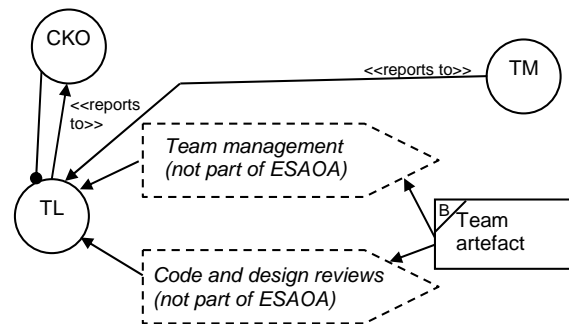 CKO
<<reports to>>
TM
<<reports
to>>
Team management
(not part of ESAOA)
TL
B
Team
artefact
Code and design reviews
(not part of ESAOA)